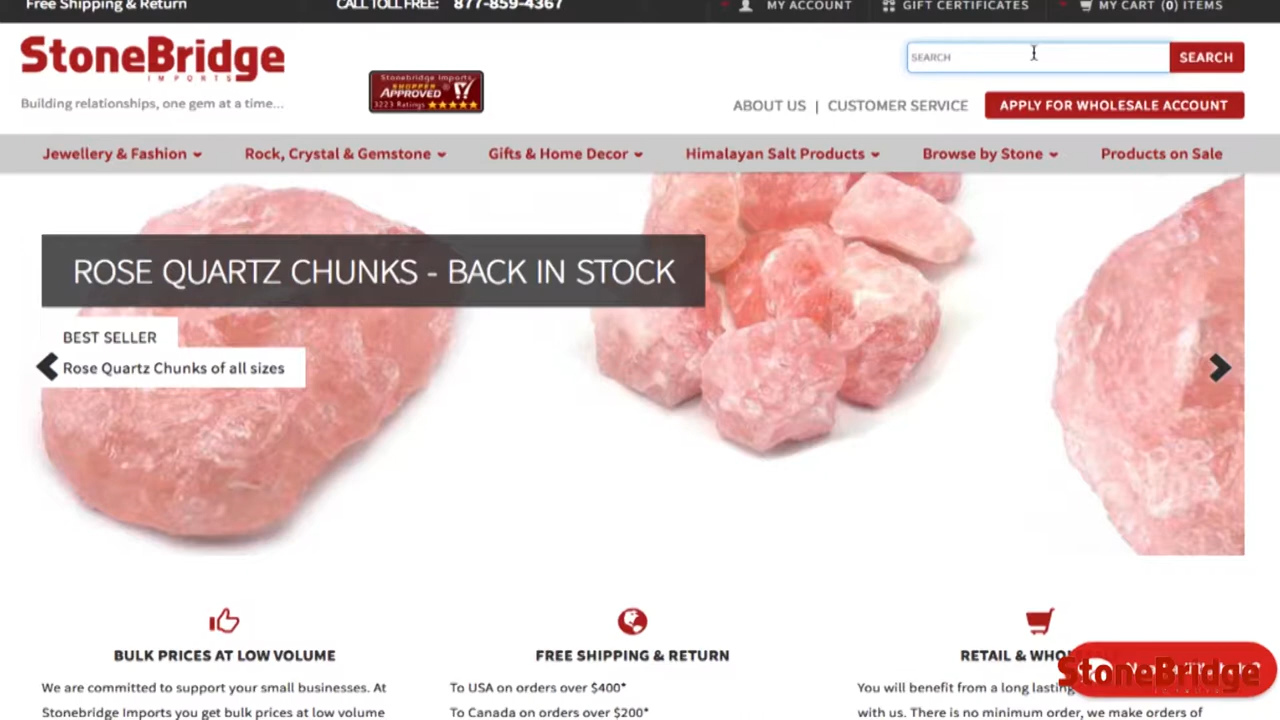 Free Shipping & Return
CALL TOLL FREE: 877-859-4367
MY ACCOUNT
GIFT CERTIFICATES
MY CART (0) ITEMS
StoneBridge
IMPORTS
Building relationships, one gem at a time...
Stonebridge Imports
SHOPPER
APPROVED
3223 Ratings
SEARCH
SEARCH
ABOUT US | CUSTOMER SERVICE
APPLY FOR WHOLESALE ACCOUNT
Jewellery & Fashion
Rock, Crystal & Gemstone
Gifts & Home Decor
Himalayan Salt Products
Browse by Stone
Products on Sale
ROSE QUARTZ CHUNKS - BACK IN STOCK
BEST SELLER
Rose Quartz Chunks of all sizes
BULK PRICES AT LOW VOLUME
We are committed to support your small businesses. At
Stonebridge Imports you get bulk prices at low volume
FREE SHIPPING & RETURN
To USA on orders over $400*
To Canada on orders over $200*
RETAIL &
You will benefit from a long lasting
with us. There is no minimum order, we make orders of
StoneBridge